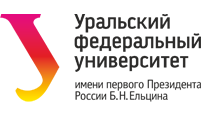 Уральский
федеральный
университет
имени первого Президента
России Б.Н.Ельцина